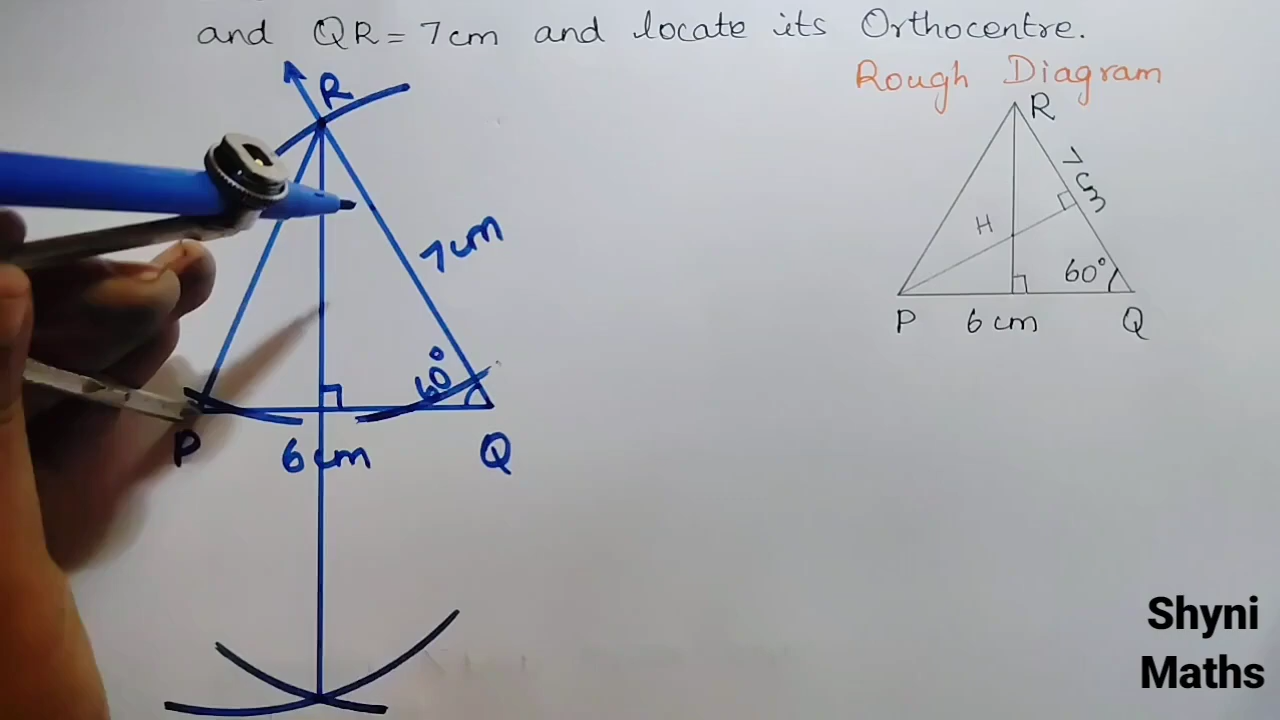 and QR = 7cm and locate its Orthocentre.
Rough Diagram
R
7 cm
H
60°
P 6 cm Q
R
7 cm
60°
P 6 cm Q
Shyni
Maths